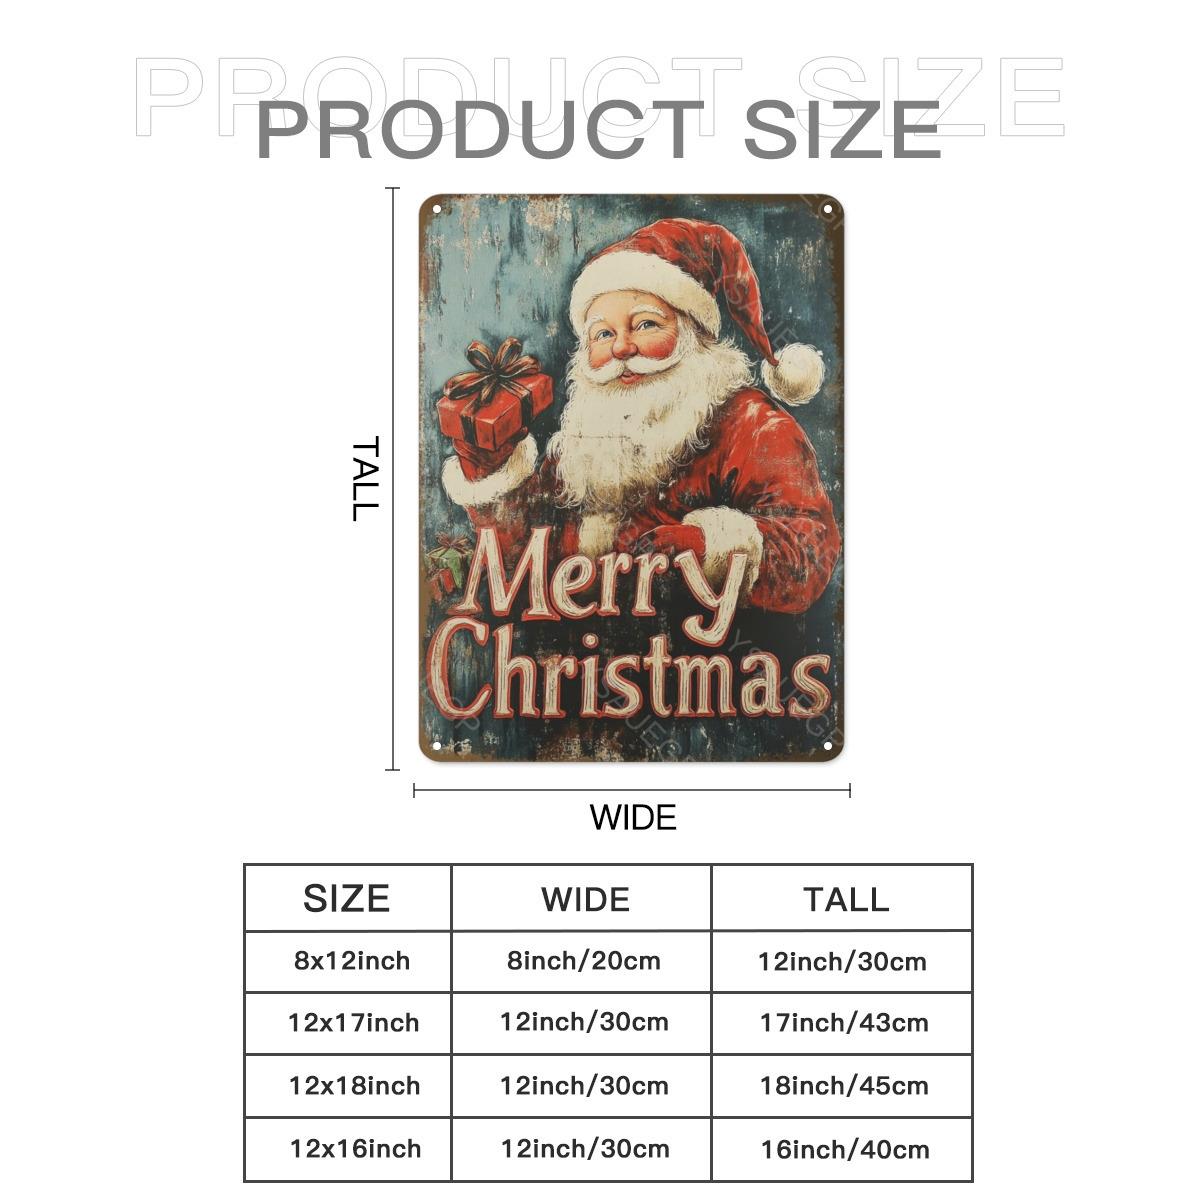 PRODUCT SIZE
PRODUCT SIZE
TALL
Merry
Christmas
WIDE
SIZE WIDE TALL
8x12inch 8inch/20cm 12inch/30cm
12x17inch 12inch/30cm 17inch/43cm
12x18inch 12inch/30cm 18inch/45cm
12x16inch 12inch/30cm 16inch/40cm